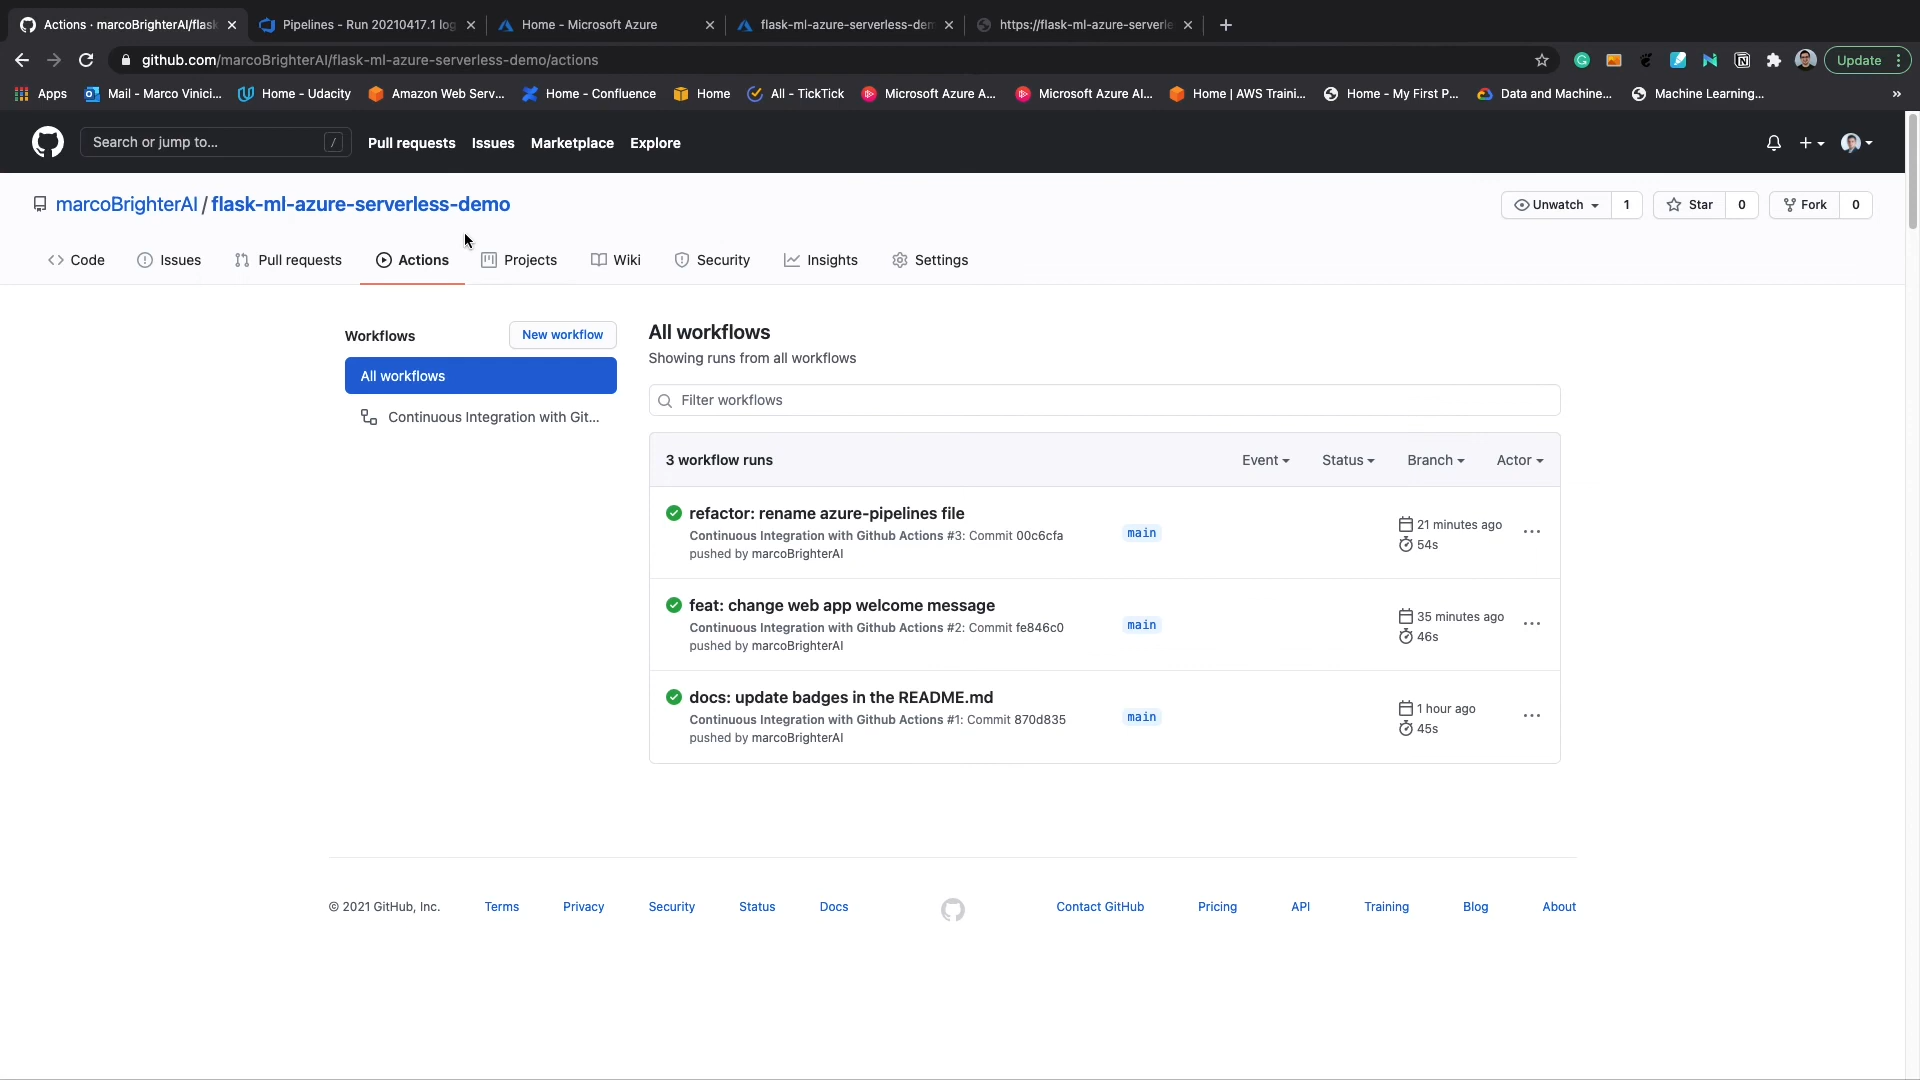 Actions · marcoBrighterAI/flask
Pipelines - Run 20210417.1 log
Home - Microsoft Azure
flask-ml-azure-serverless-dem
https://flask-ml-azure-serverle
github.com/marcoBrighterAI/flask-ml-azure-serverless-demo/actions
Update
Apps
Mail - Marco Vinici...
Home - Udacity
Amazon Web Serv...
Home - Confluence
Home
All - TickTick
Microsoft Azure A...
Microsoft Azure AI...
Home | AWS Traini...
Home - My First P...
Data and Machine...
Machine Learning...
»
Search or jump to...
/
Pull requests
Issues
Marketplace
Explore
marcoBrighterAI / flask-ml-azure-serverless-demo
Unwatch
1
Star
0
Fork
0
Code
Issues
Pull requests
Actions
Projects
Wiki
Security
Insights
Settings
Workflows
New workflow
All workflows
Continuous Integration with Git...
All workflows
Showing runs from all workflows
Filter workflows
3 workflow runs
Event
Status
Branch
Actor
refactor: rename azure-pipelines file
Continuous Integration with Github Actions #3: Commit 00c6cfa
pushed by marcoBrighterAI
main
21 minutes ago
54s
feat: change web app welcome message
Continuous Integration with Github Actions #2: Commit fe846c0
pushed by marcoBrighterAI
main
35 minutes ago
46s
docs: update badges in the README.md
Continuous Integration with Github Actions #1: Commit 870d835
pushed by marcoBrighterAI
main
1 hour ago
45s
© 2021 GitHub, Inc.
Terms
Privacy
Security
Status
Docs
Contact GitHub
Pricing
API
Training
Blog
About